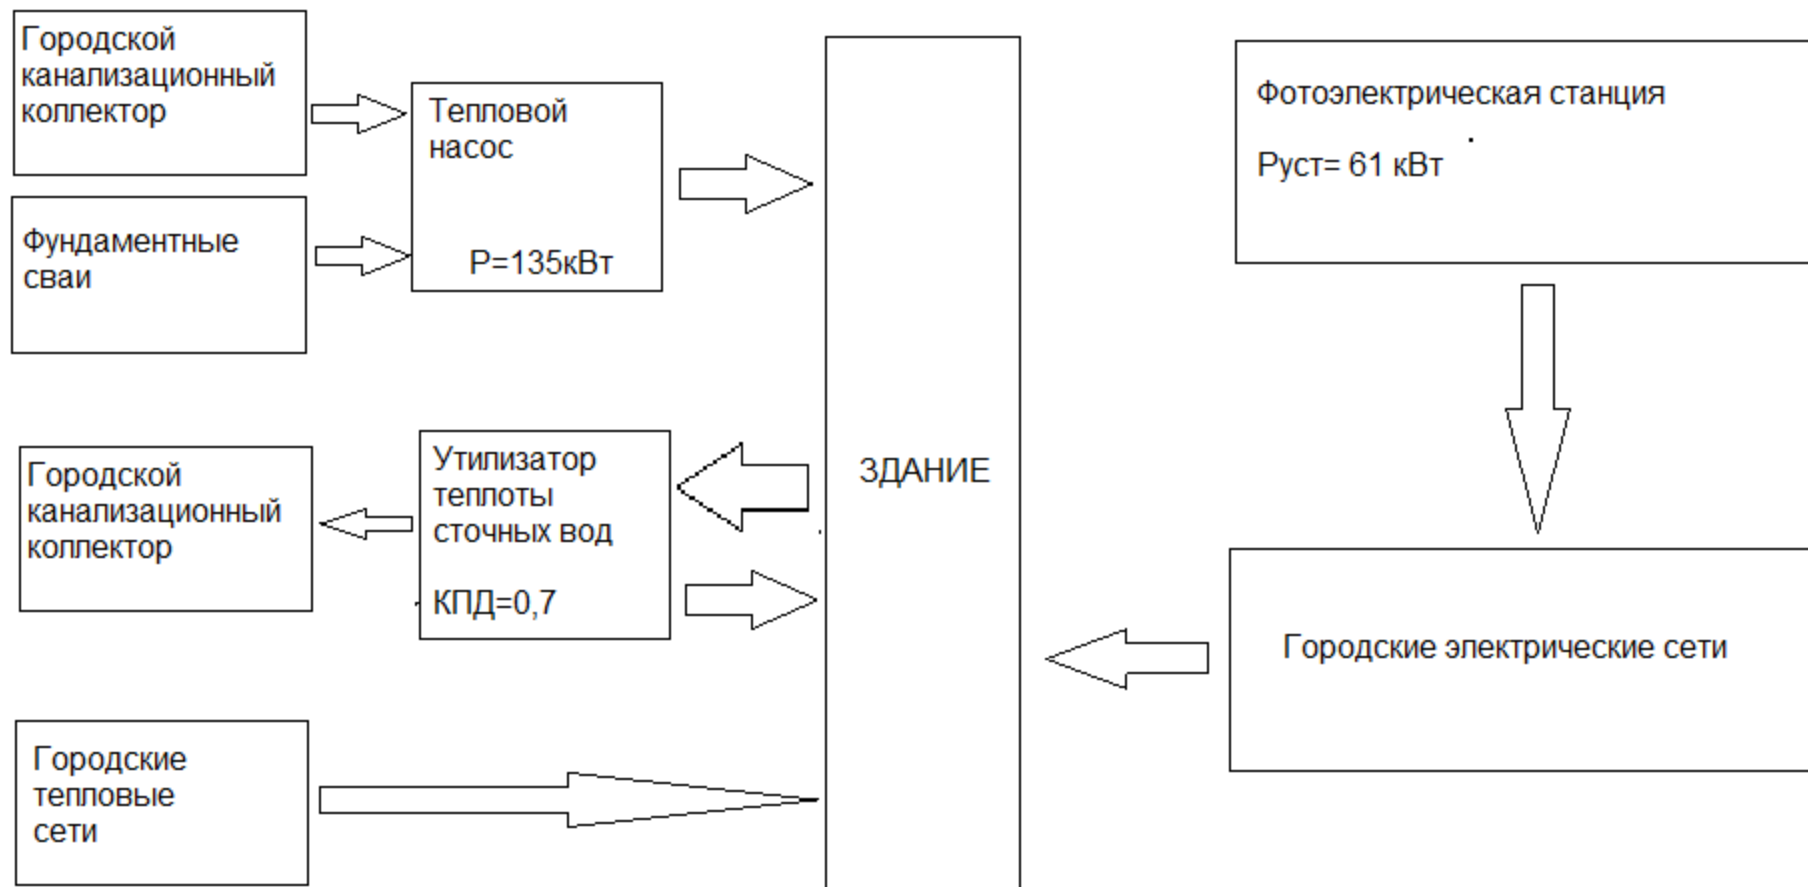 Городской
канализационный
коллектор
Тепловой
насос
Р=135кВт
Фундаментные
сваи
Фотоэлектрическая станция
Руст= 61 кВт
Городской
канализационный
коллектор
Утилизатор
теплоты
сточных вод
КПД=0,7
ЗДАНИЕ
Городские электрические сети
Городские
тепловые
сети